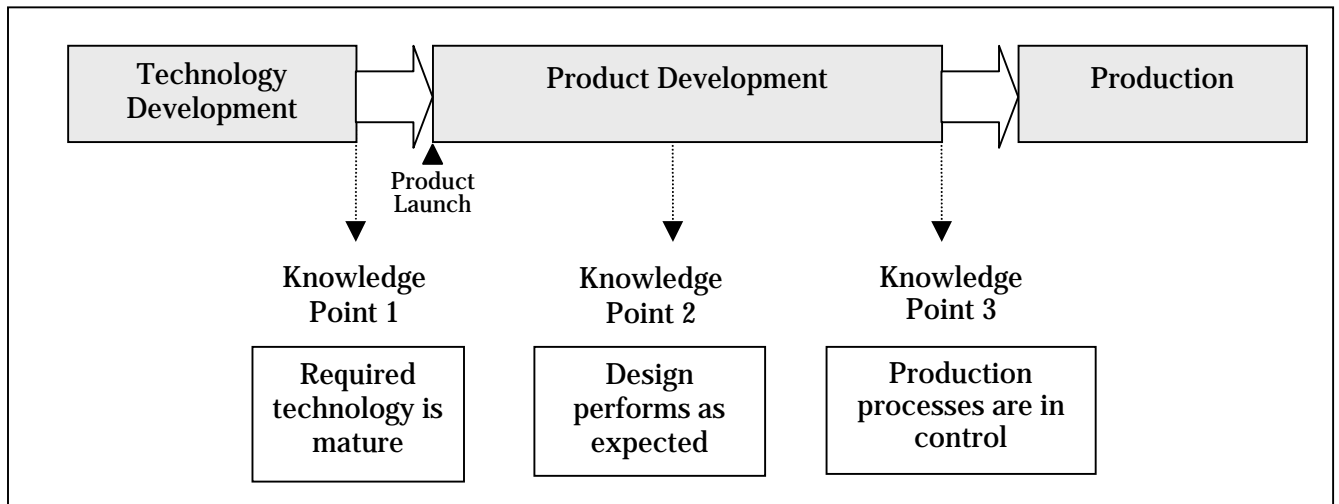 Technology
Development
Product Development
Production
Product
Launch
Knowledge
Point 1
Knowledge
Point 2
Knowledge
Point 3
Required
technology is
mature
Design
performs as
expected
Production
processes are in
control